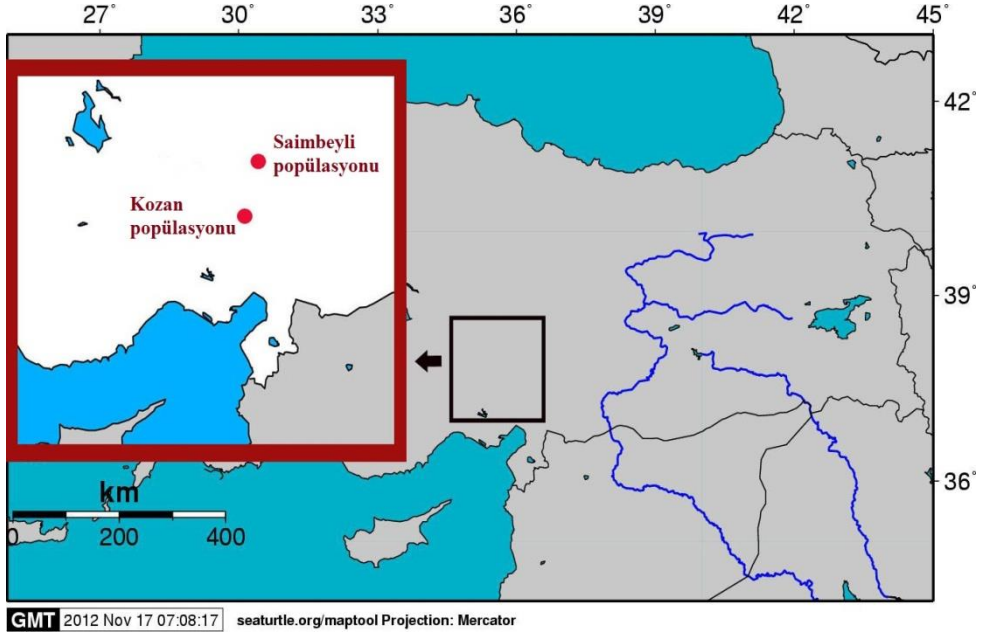 27° 30° 33° 36° 39° 42° 45°
42°
39°
36°
Saimbeyli
popülasyonu
Kozan
popülasyonu
km
0 200 400
GMT 2012 Nov 17 07:08:17 seaturtle.org/maptool Projection: Mercator